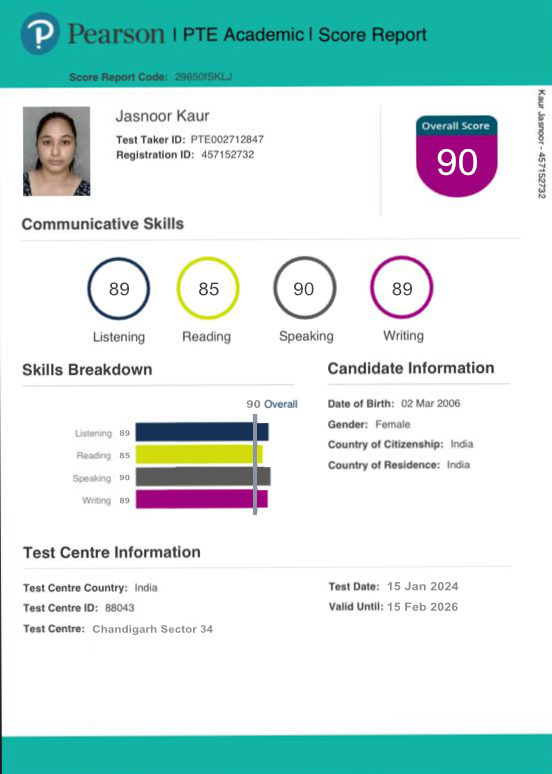 Pearson | PTE Academic | Score Report
Score Report Code: 29650fSKLJ
Kaur Jasnoor - 457152732
Jasnoor Kaur
Test Taker ID: PTE002712847
Registration ID: 457152732
Overall Score
90
Communicative Skills
89
85
90
89
Listening
Reading
Speaking
Writing
Skills Breakdown
90 Overall
Listening 89
Reading 85
Speaking 90
Writing 89
Candidate Information
Date of Birth: 02 Mar 2006
Gender: Female
Country of Citizenship: India
Country of Residence: India
Test Centre Information
Test Centre Country: India
Test Centre ID: 88043
Test Centre: Chandigarh Sector 34
Test Date: 15 Jan 2024
Valid Until: 15 Feb 2026